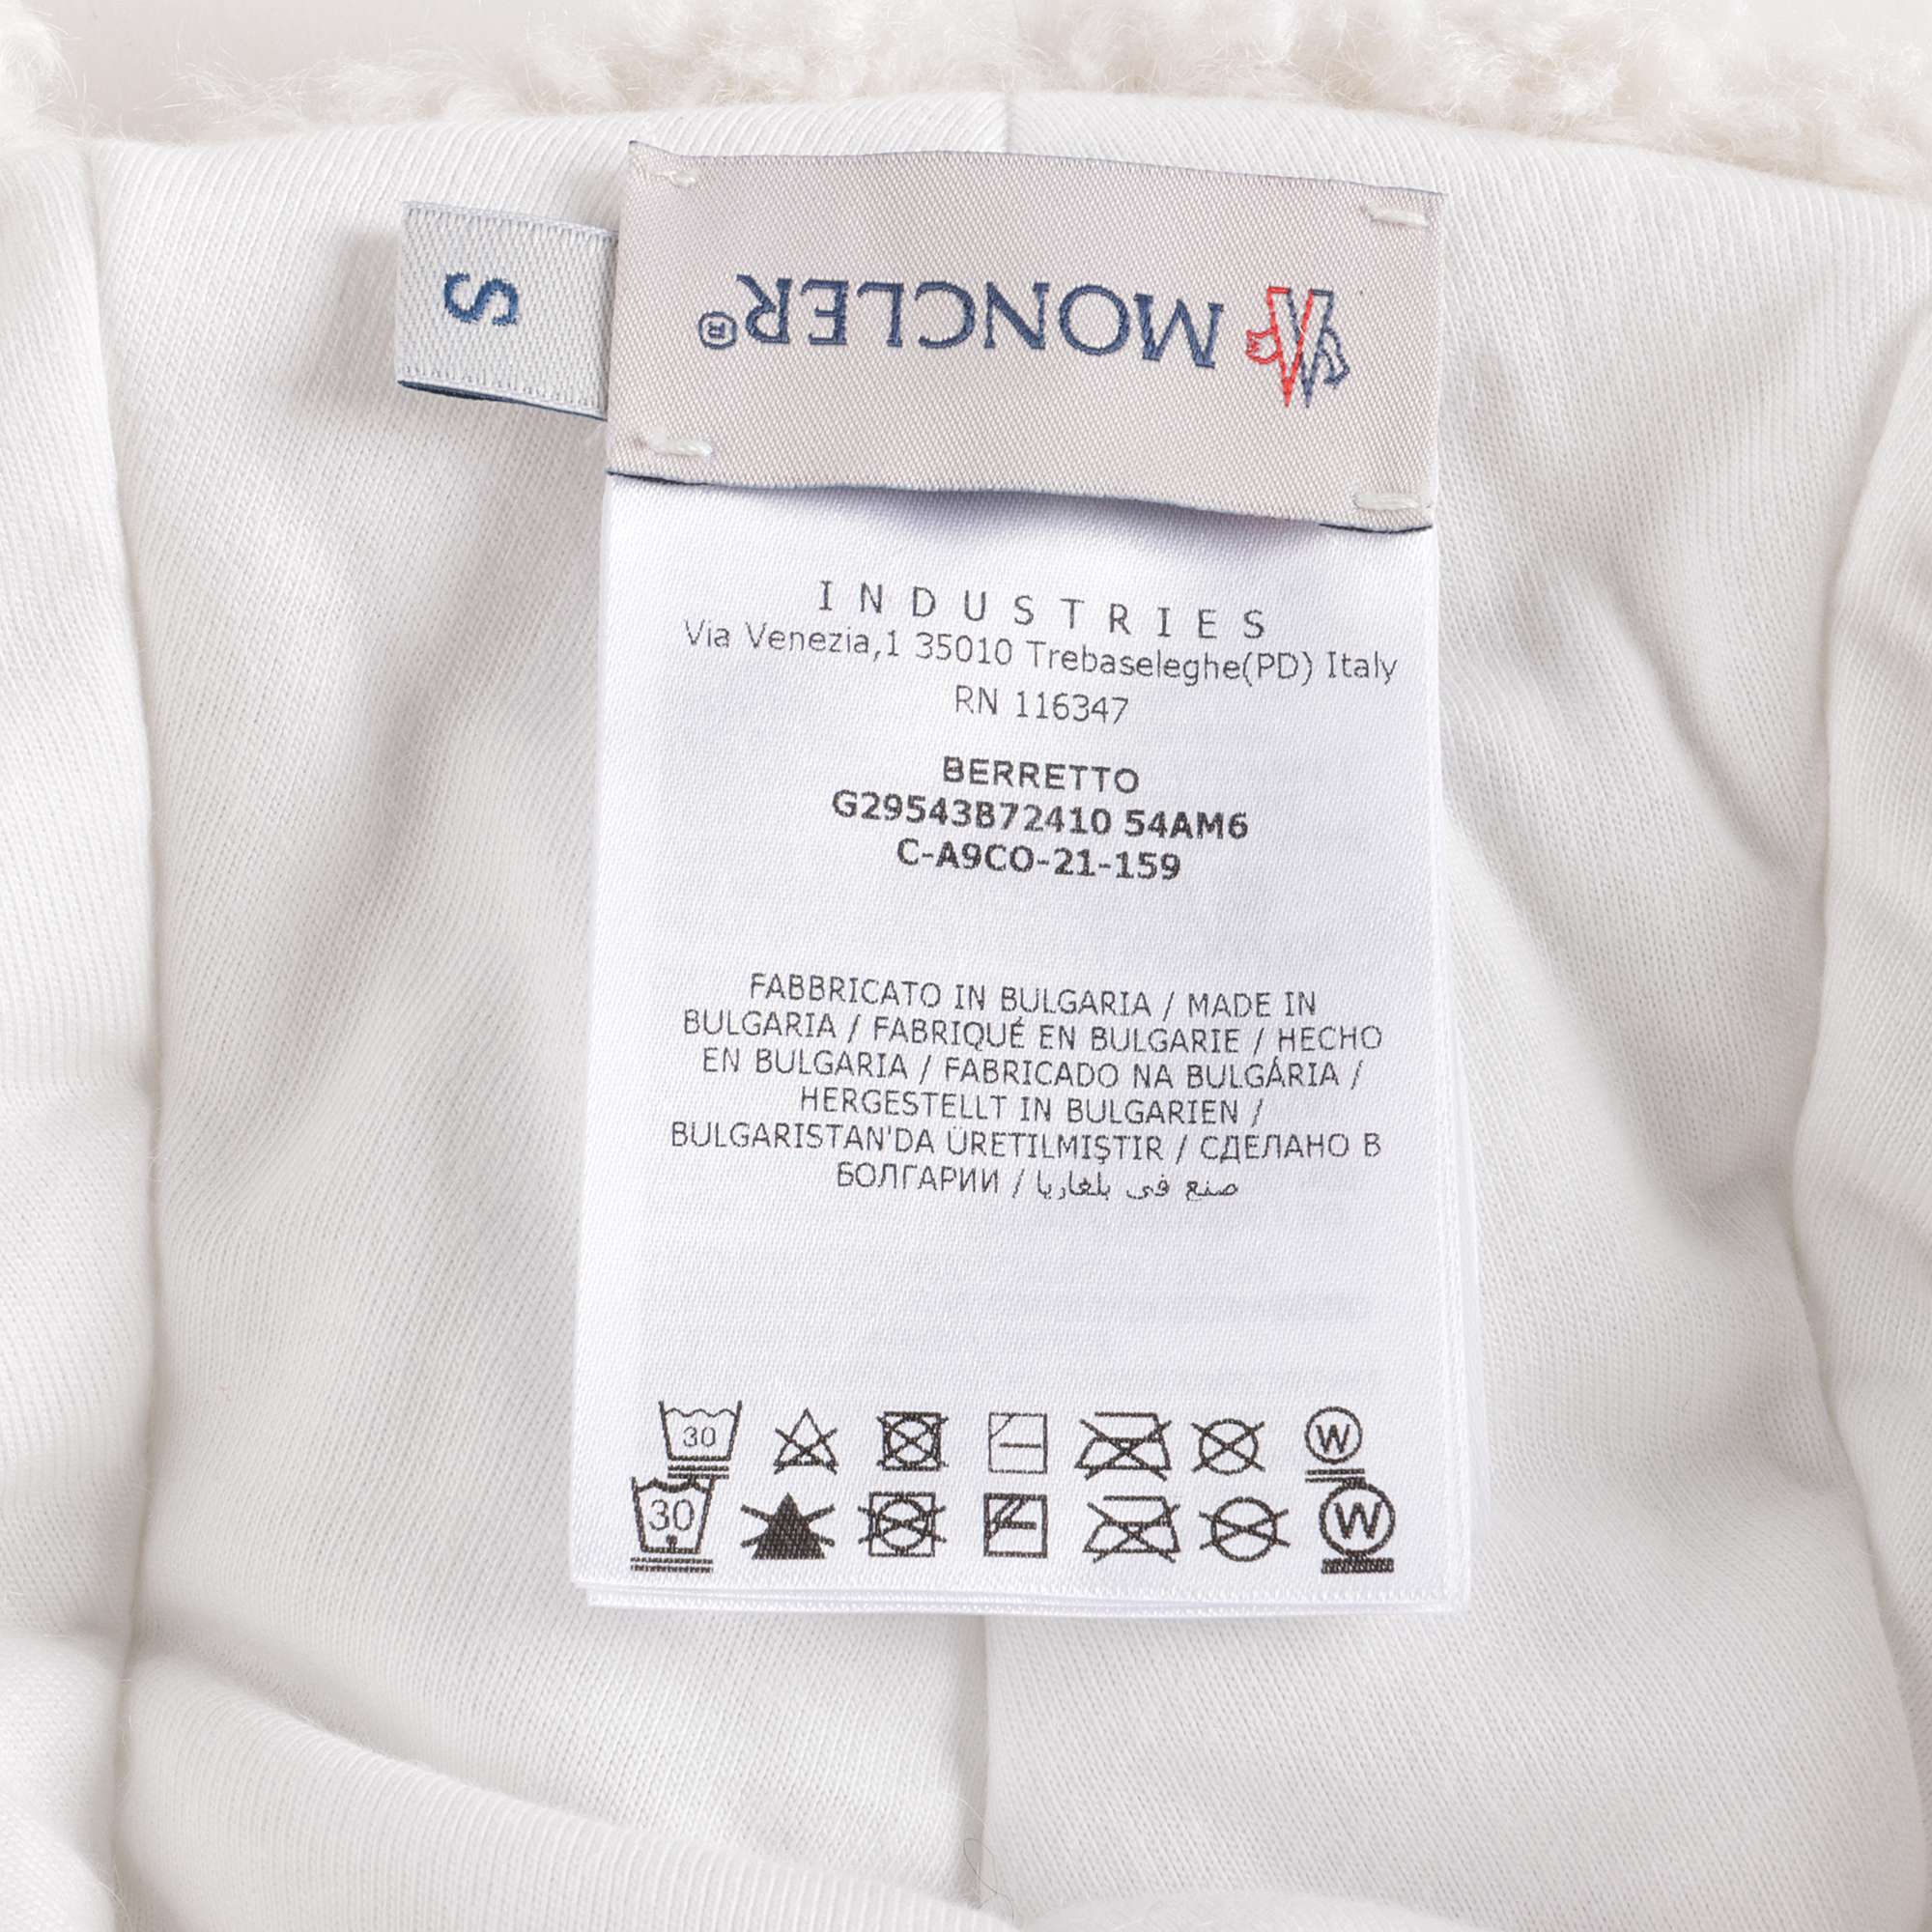 S
MONCLER®
INDUSTRIES
Via Venezia,1 35010 Trebaseleghe(PD) Italy
RN 116347
BERRETTO
G29543B72410 54AM6
C-A9CO-21-159
FABBRICATO IN BULGARIA / MADE IN
BULGARIA / FABRIQUÉ EN BULGARIE / HECHO
EN BULGARIA / FABRICADO NA BULGÁRIA /
HERGESTELLT IN BULGARIEN /
BULGARISTAN'DA ÜRETILMIŞTIR / СДЕЛАНО В
БОЛГАРИИ / صنع في بلغاريا
30 W
30 W